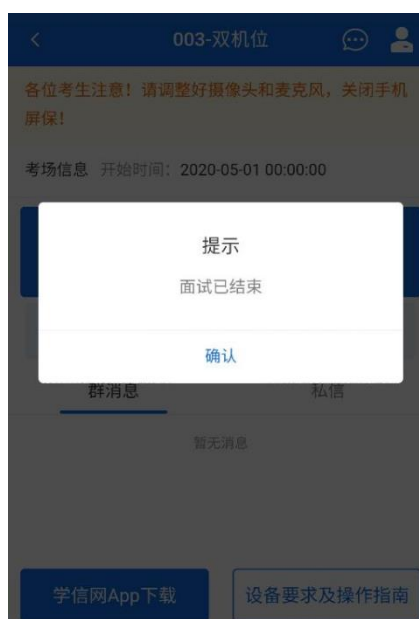 003-双机位
各位考生注意！请调整好摄像头和麦克风，关闭手机
屏保！
考场信息 开始时间：2020-05-01 00:00:00
提示
面试已结束
确认
群消息 私信
暂无消息
学信网App下载 设备要求及操作指南